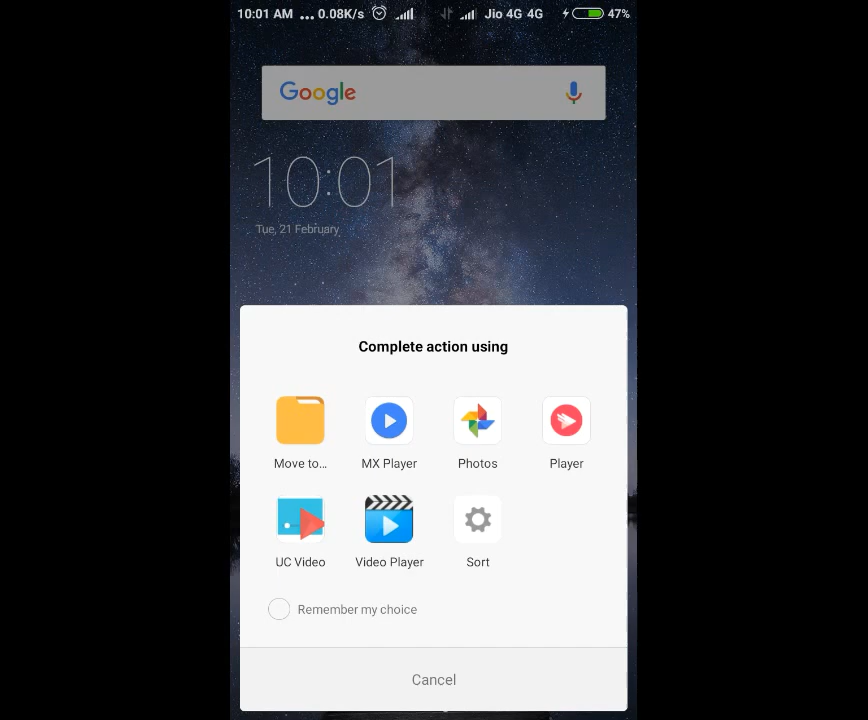 10:01 AM ... 0.08K/s Jio 4G 4G 47%
Google
10:01
Tue, 21 February
Complete action using
Move to... MX Player Photos Player
UC Video Video Player Sort
Remember my choice
Cancel